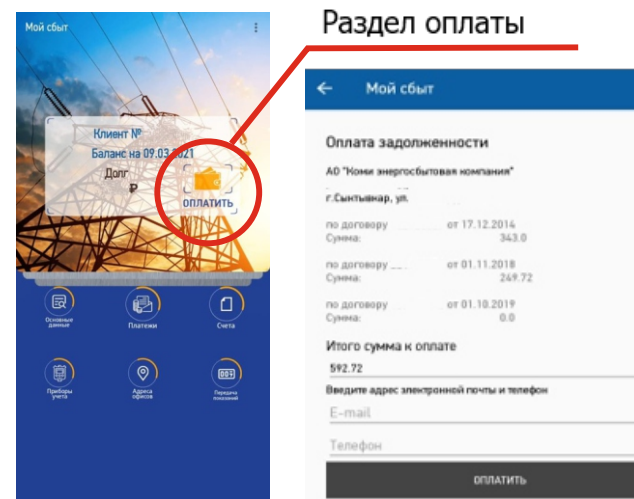 Раздел оплаты
Мой сбыт
Клиент №
Баланс на 09.03.2021
Долг
₽
ОПЛАТИТЬ
Основные
данные
Платежи
Счета
Приборы
учета
Адреса
офисов
Передача
показаний
Мой сбыт
Оплата задолженности
АО "Коми энергосбытовая компания"
г.Сыктывкар, ул.
по договору от 17.12.2014
Сумма: 343.0
по договору от 01.11.2018
Сумма: 249.72
по договору от 01.10.2019
Сумма: 0.0
Итого сумма к оплате
592.72
Введите адрес электронной почты и телефон
E-mail
Телефон
ОПЛАТИТЬ